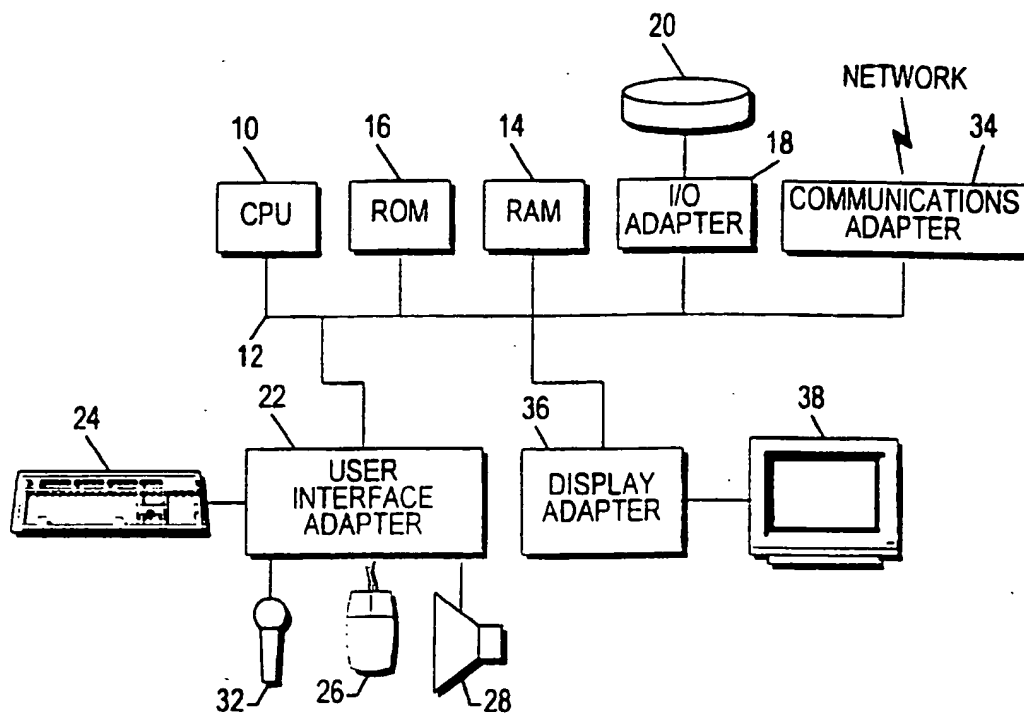 20
NETWORK
10
16
14
18
34
CPU
ROM
RAM
I/O
ADAPTER
COMMUNICATIONS
ADAPTER
12
24
22
36
38
USER
INTERFACE
ADAPTER
DISPLAY
ADAPTER
32
26
28